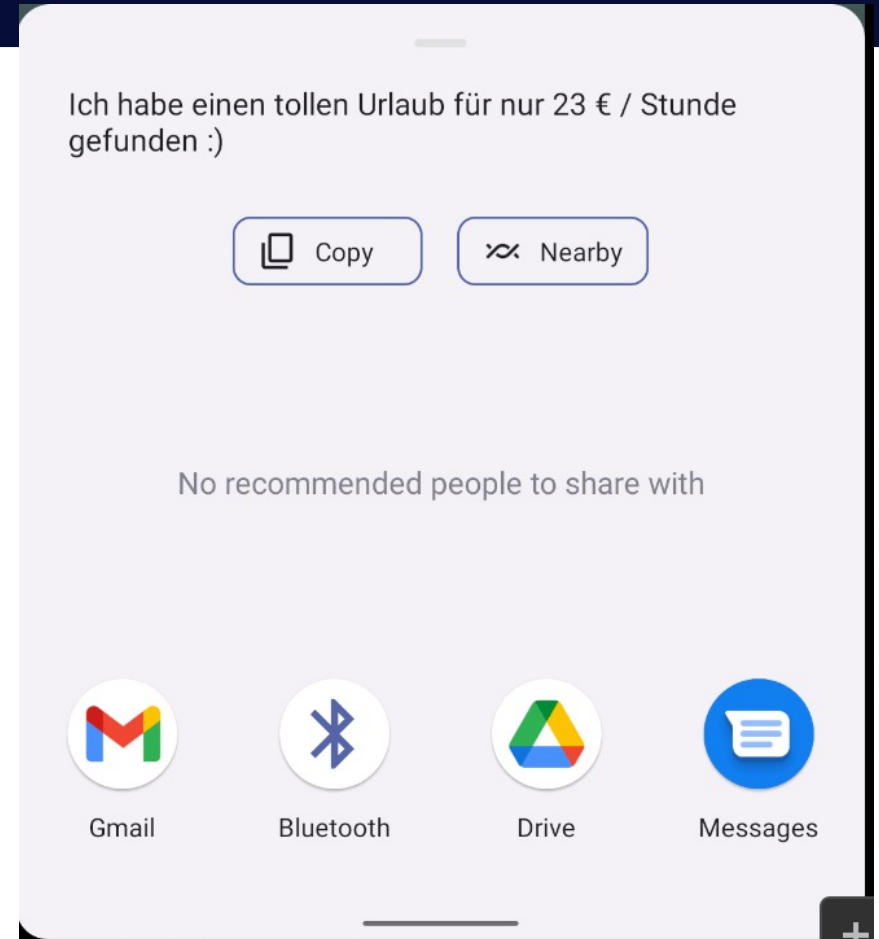 Ich habe einen tollen Urlaub für nur 23 € / Stunde
gefunden :)
Copy
Nearby
No recommended people to share with
Gmail
Bluetooth
Drive
Messages